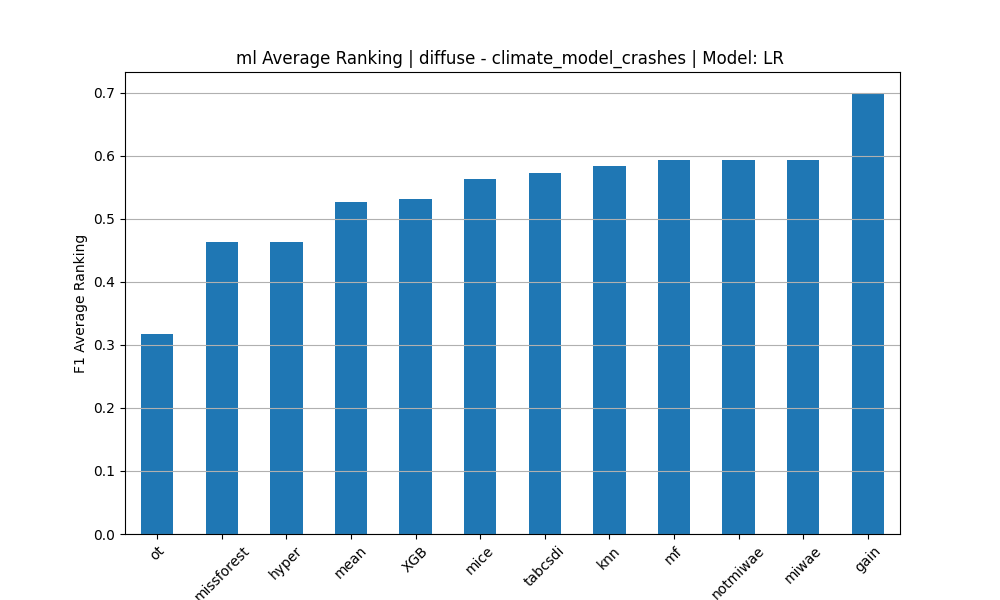 ml Average Ranking | diffuse - climate_model_crashes | Model: LR
F1 Average Ranking
0.7
0.6
0.5
0.4
0.3
0.2
0.1
0.0
ot
missforest
hyper
mean
XGB
mice
tabcsdi
knn
mf
notmiwae
miwae
gain